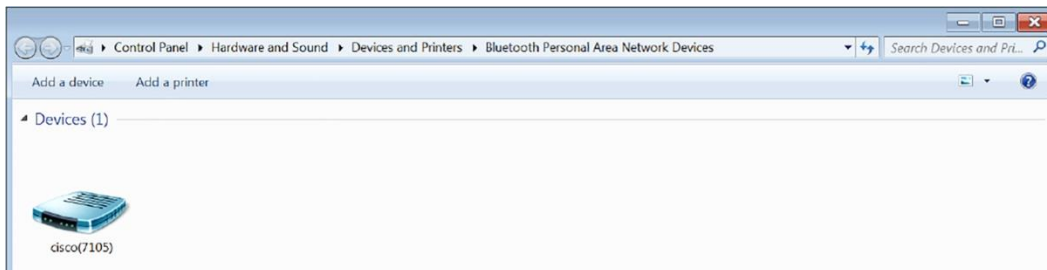 Control Panel ▸ Hardware and Sound ▸ Devices and Printers ▸ Bluetooth Personal Area Network Devices
Search Devices and Pri...
Add a device Add a printer
Devices (1)
cisco(7105)